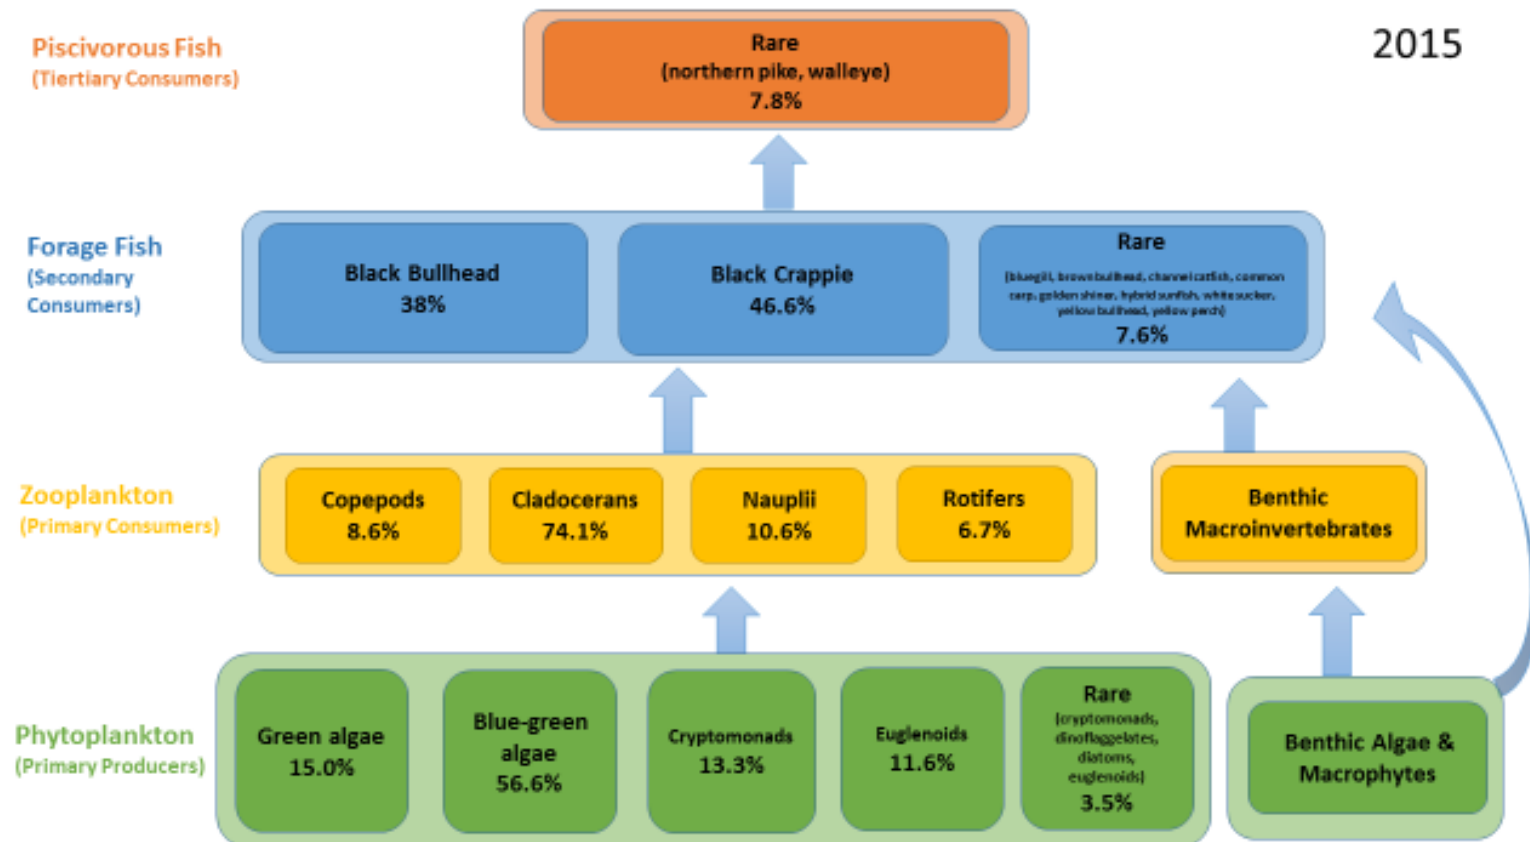 2015
Piscivorous Fish
(Tiertiary Consumers)
Rare
(northern pike, walleye)
7.8%
Forage Fish
(Secondary
Consumers)
Black Bullhead
38%
Black Crappie
46.6%
Rare
(bluegill, brown bullhead, channel catfish, common
carp, golden shiner, hybrid sunfish, white sucker,
yellow bullhead, yellow perch)
7.6%
Zooplankton
(Primary Consumers)
Copepods
8.6%
Cladocerans
74.1%
Nauplii
10.6%
Rotifers
6.7%
Benthic
Macroinvertebrates
Phytoplankton
(Primary Producers)
Green algae
15.0%
Blue-green
algae
56.6%
Cryptomonads
13.3%
Euglenoids
11.6%
Rare
(cryptomonads,
dinoflaggelates,
diatoms,
euglenoids)
3.5%
Benthic Algae &
Macrophytes